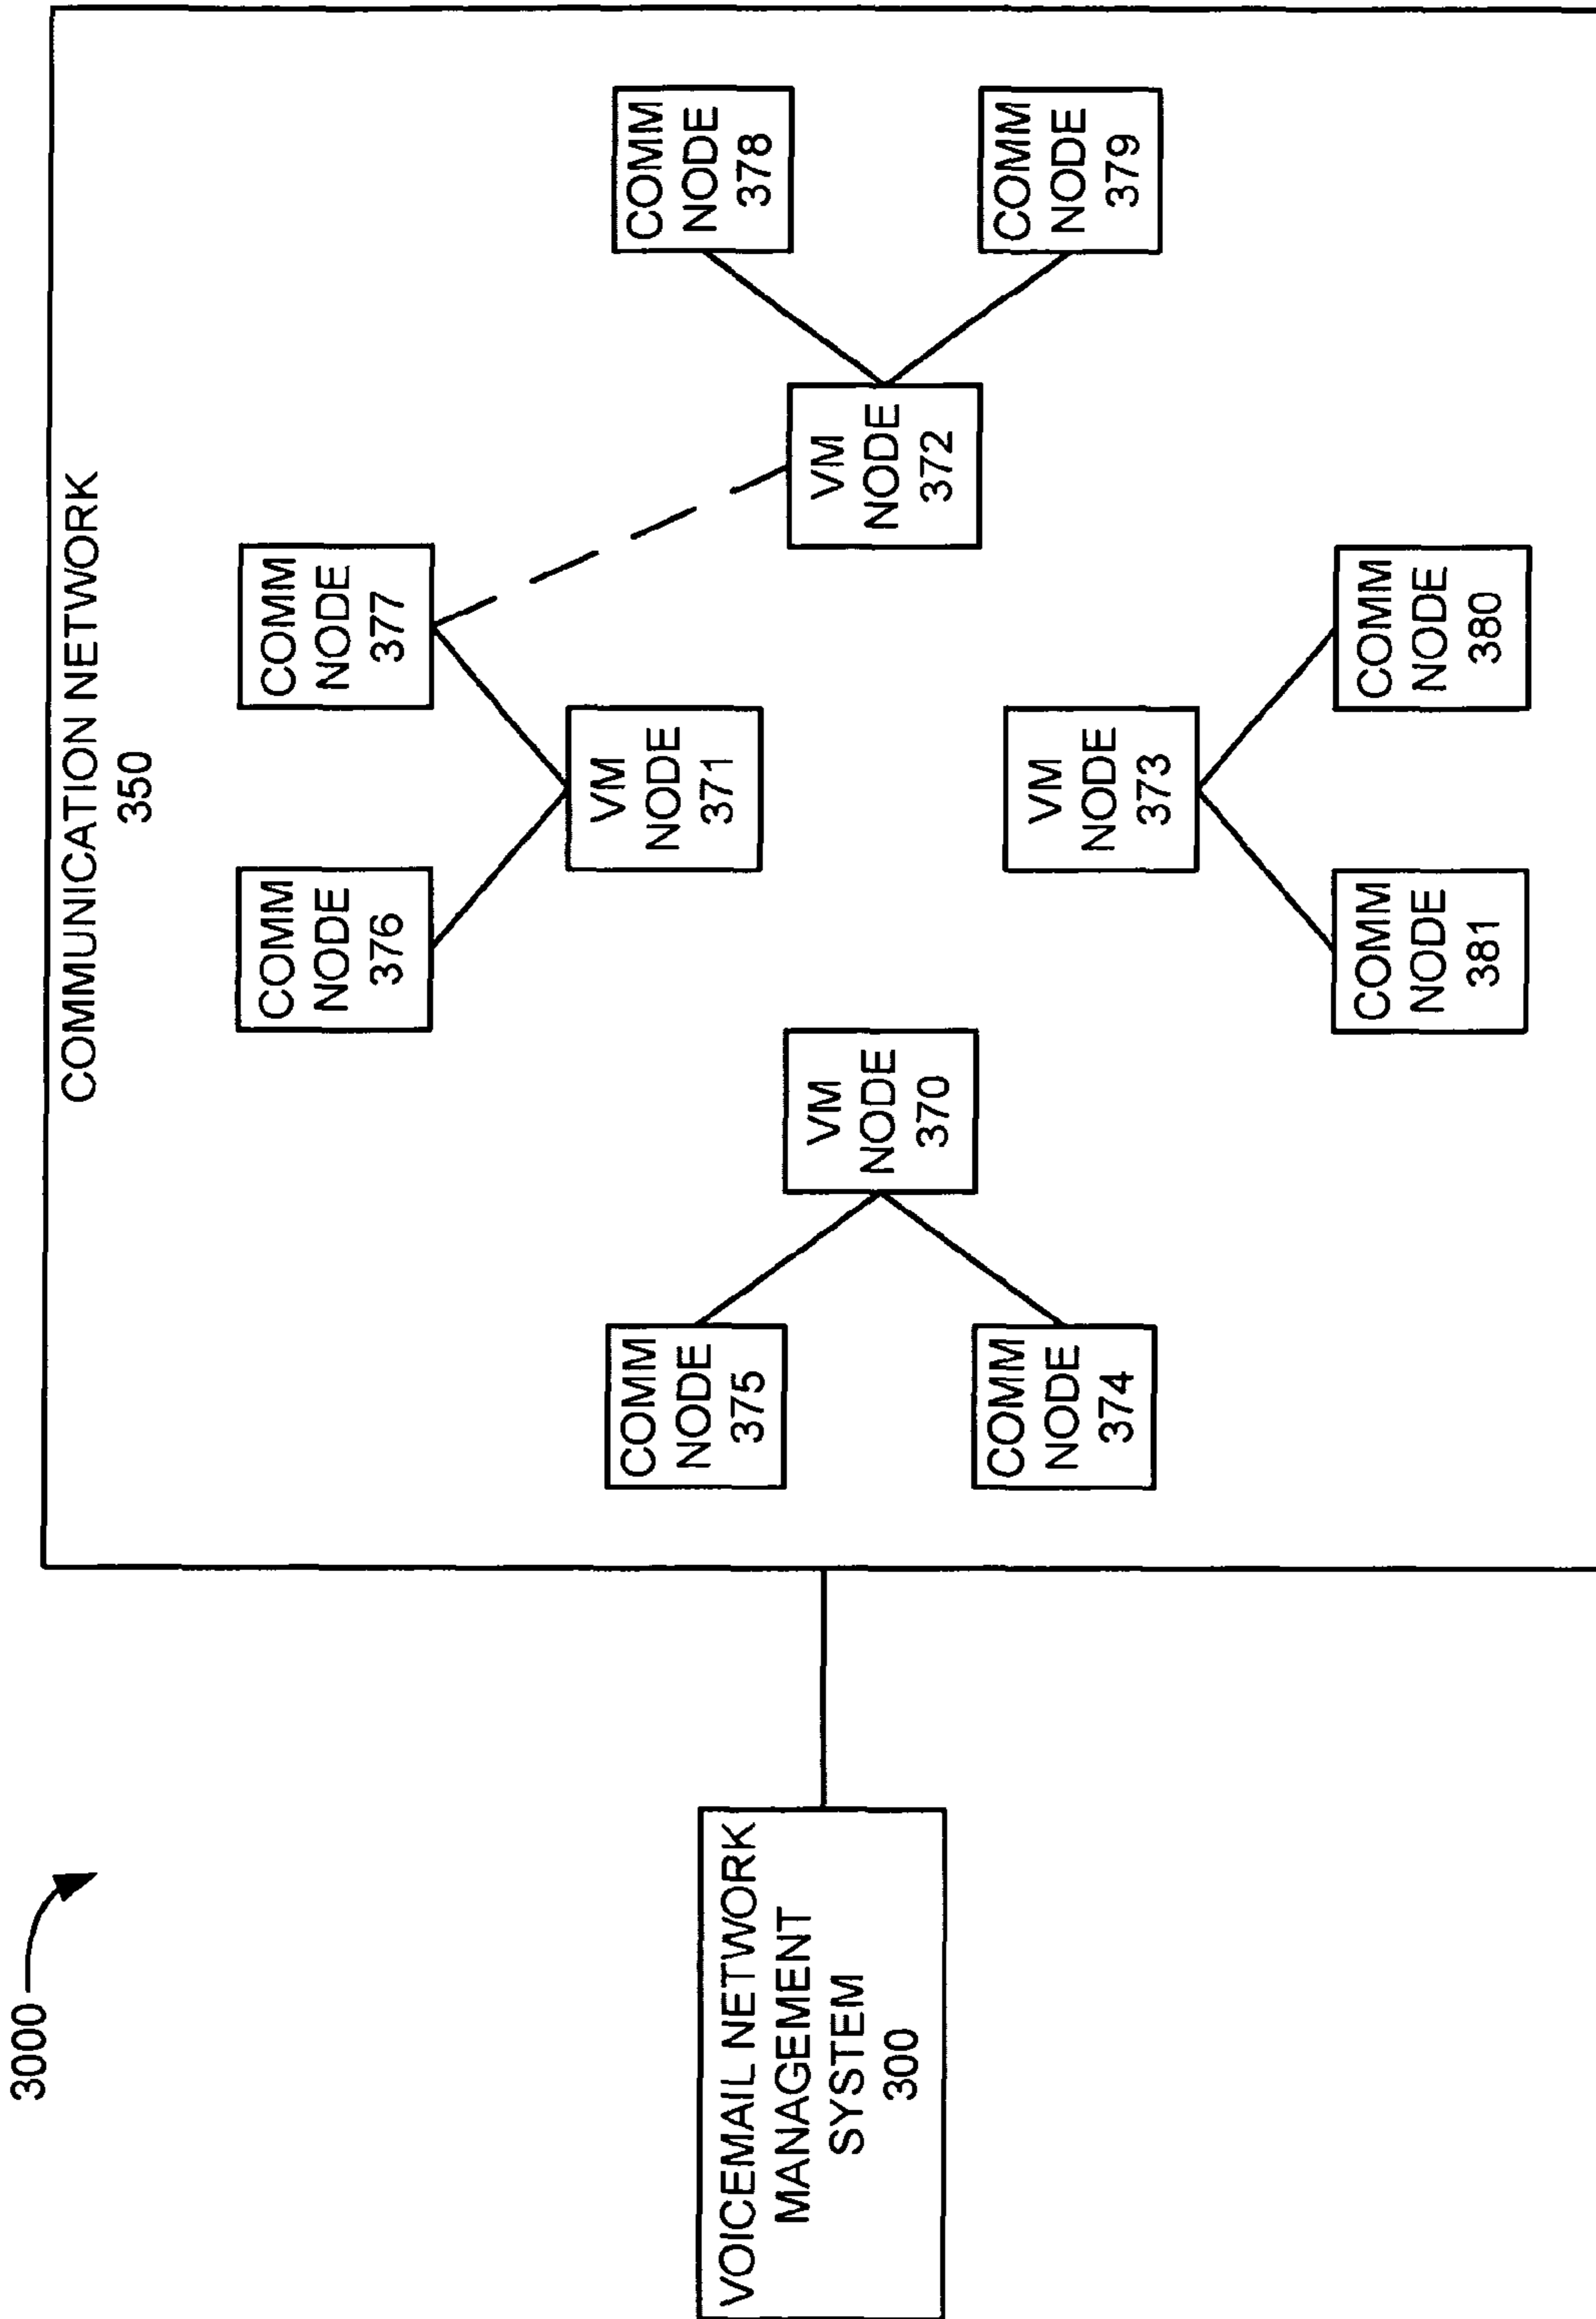 3000
COMMUNICATION NETWORK
350
COMM
NODE
376
COMM
NODE
377
COMM
NODE
375
VM
NODE
371
COMM
NODE
378
VOICEMAIL NETWORK
MANAGEMENT
SYSTEM
300
VM
NODE
370
VM
NODE
372
COMM
NODE
374
VM
NODE
373
COMM
NODE
379
COMM
NODE
381
COMM
NODE
380